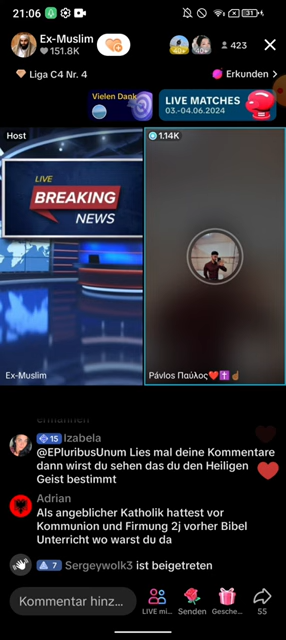 21:06
Ex-Muslim
151.8K
40+
40+
423
Liga C4 Nr. 4
Erkunden >
Vielen Dank
LIVE MATCHES
03.-04.06.2024
Host
1.14K
LIVE
BREAKING
NEWS
Ex-Muslim
Pávlos Παύλος❤️✝️☝🏾
15 Izabela
@EPluribusUnum Lies mal deine Kommentare
dann wirst du sehen das du den Heiligen
Geist bestimmt
Adrian
Als angeblicher Katholik hattest vor
Kommunion und Firmung 2j vorher Bibel
Unterricht wo warst du da
7 Sergeywolk3 ist beigetreten
Kommentar hinz...
LIVE mi...
Senden
Gesche...
55